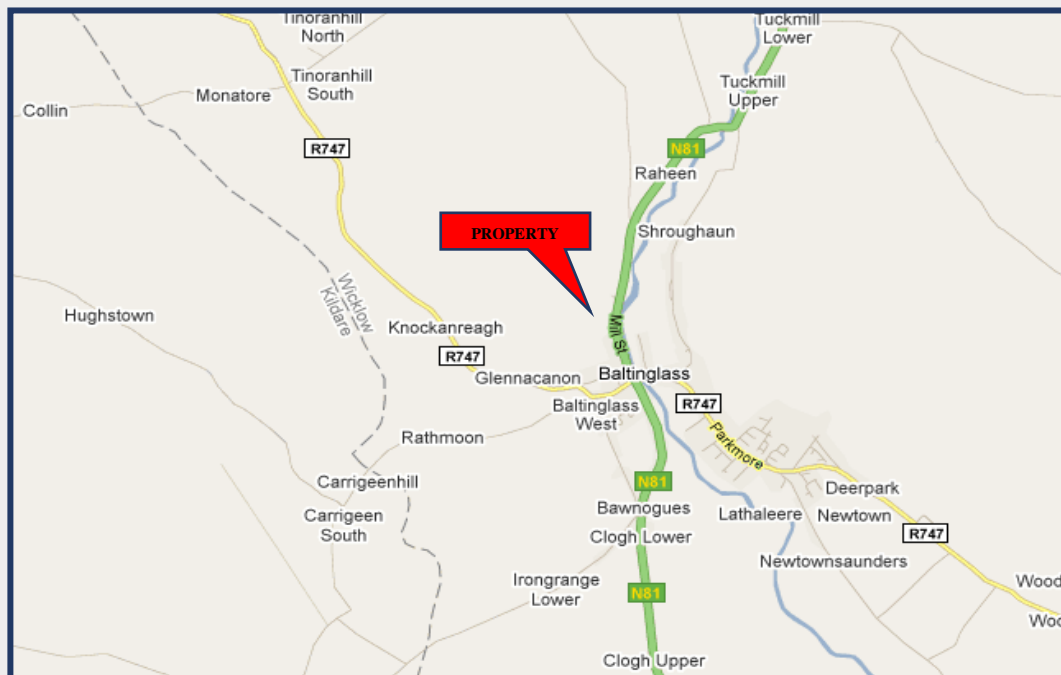 Tuckmill
Lower
Tinoranhill
North
Tinoranhill
South
Tuckmill
Upper
Monatore
Collin
R747
N81
Raheen
PROPERTY
Shroughaun
Wicklow
Kildare
Hughstown
Knockanreagh
Mill St
R747
Glennacanon
Baltinglass
Baltinglass
West
R747
Rathmoon
Parkmore
Carrigeenhill
N81
Deerpark
Carrigeen
South
Bawnogues
Lathaleere
Newtown
Clogh Lower
R747
Newtownsaunders
Irongrange
Lower
N81
Wood
Woo
Clogh Upper